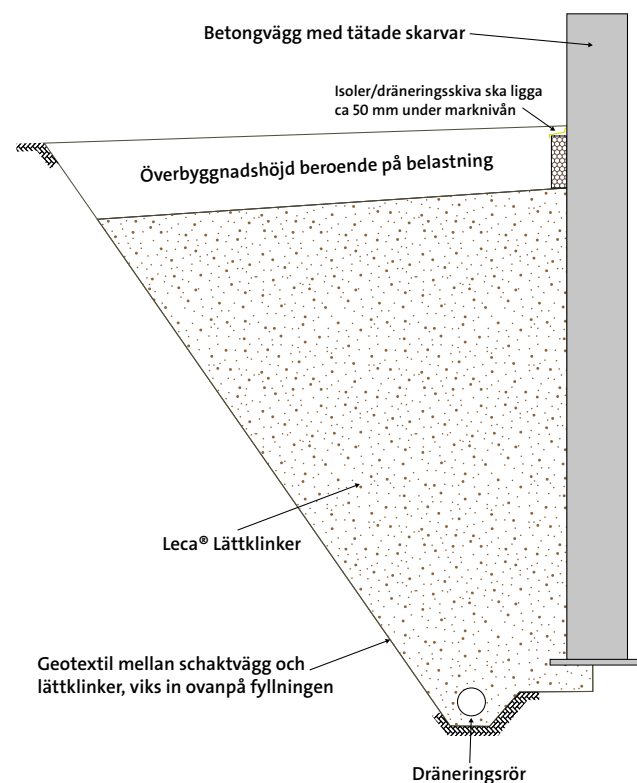 Betongvägg med tätade skarvar
Isoler/dräneringsskiva ska ligga
ca 50 mm under marknivån
Överbyggnadshöjd beroende på belastning
Leca® Lättklinker
Geotextil mellan schaktvägg och
lättklinker, viks in ovanpå fyllningen
Dräneringsrör